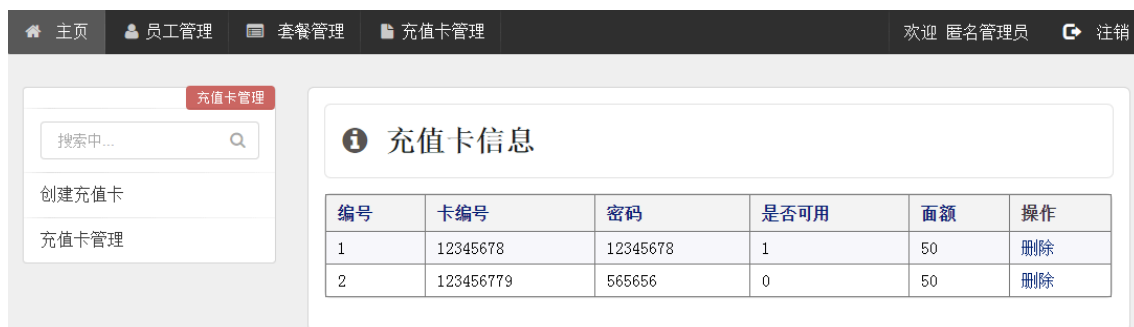 主页 员工管理 套餐管理 充值卡管理 欢迎 匿名管理员 注销
充值卡管理
搜索中...
创建充值卡
充值卡管理
充值卡信息
编号 卡编号 密码 是否可用 面额 操作
1 12345678 12345678 1 50 删除
2 123456779 565656 0 50 删除